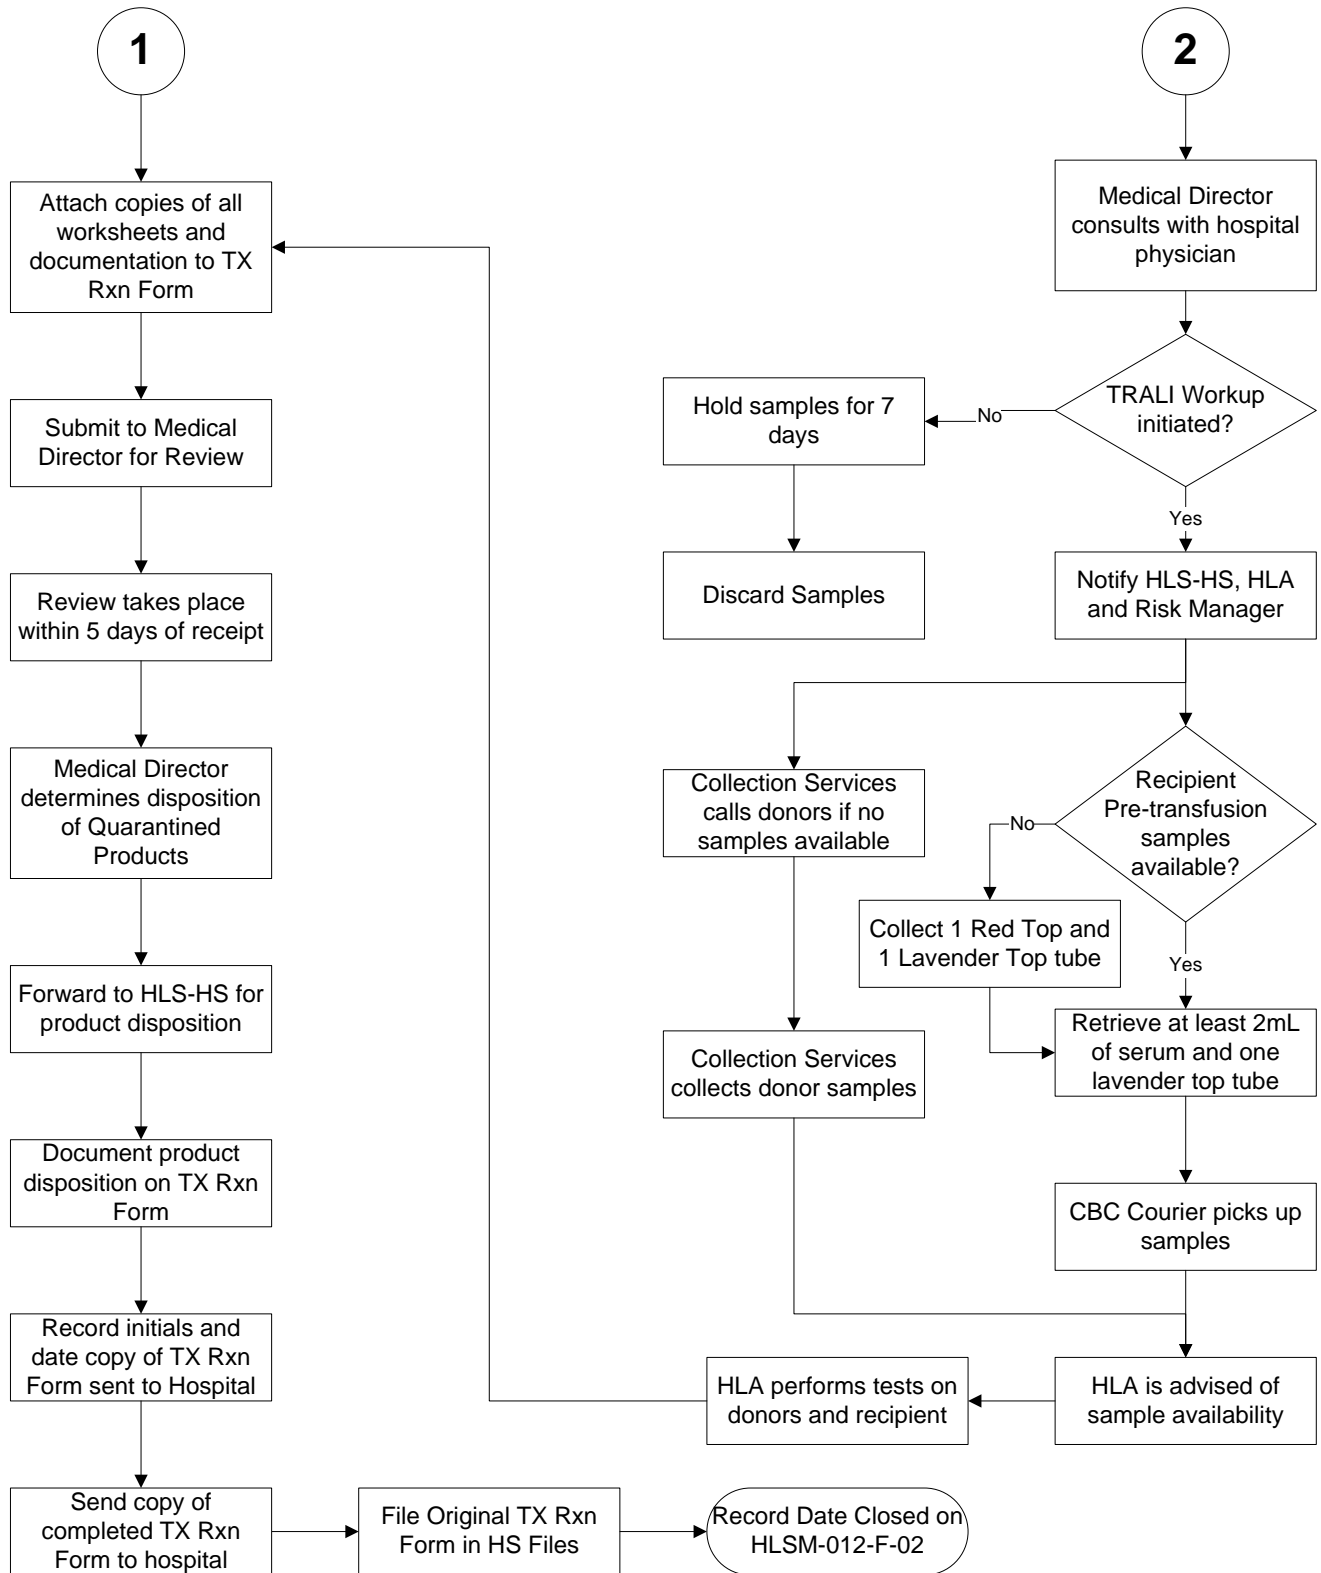 1
Attach copies of all
worksheets and
documentation to TX
Rxn Form
Submit to Medical
Director for Review
Review takes place
within 5 days of receipt
Medical Director
determines disposition
of Quarantined
Products
Forward to HLS-HS for
product disposition
Document product
disposition on TX Rxn
Form
Record initials and
date copy of TX Rxn
Form sent to Hospital
Send copy of
completed TX Rxn
Form to hospital
File Original TX Rxn
Form in HS Files
Record Date Closed on
HLSM-012-F-02
2
Medical Director
consults with hospital
physician
TRALI Workup
initiated?
No
Hold samples for 7
days
Discard Samples
Yes
Notify HLS-HS, HLA
and Risk Manager
Collection Services
calls donors if no
samples available
Collection Services
collects donor samples
Recipient
Pre-transfusion
samples
available?
No
Collect 1 Red Top and
1 Lavender Top tube
Yes
Retrieve at least 2mL
of serum and one
lavender top tube
CBC Courier picks up
samples
HLA is advised of
sample availability
HLA performs tests on
donors and recipient